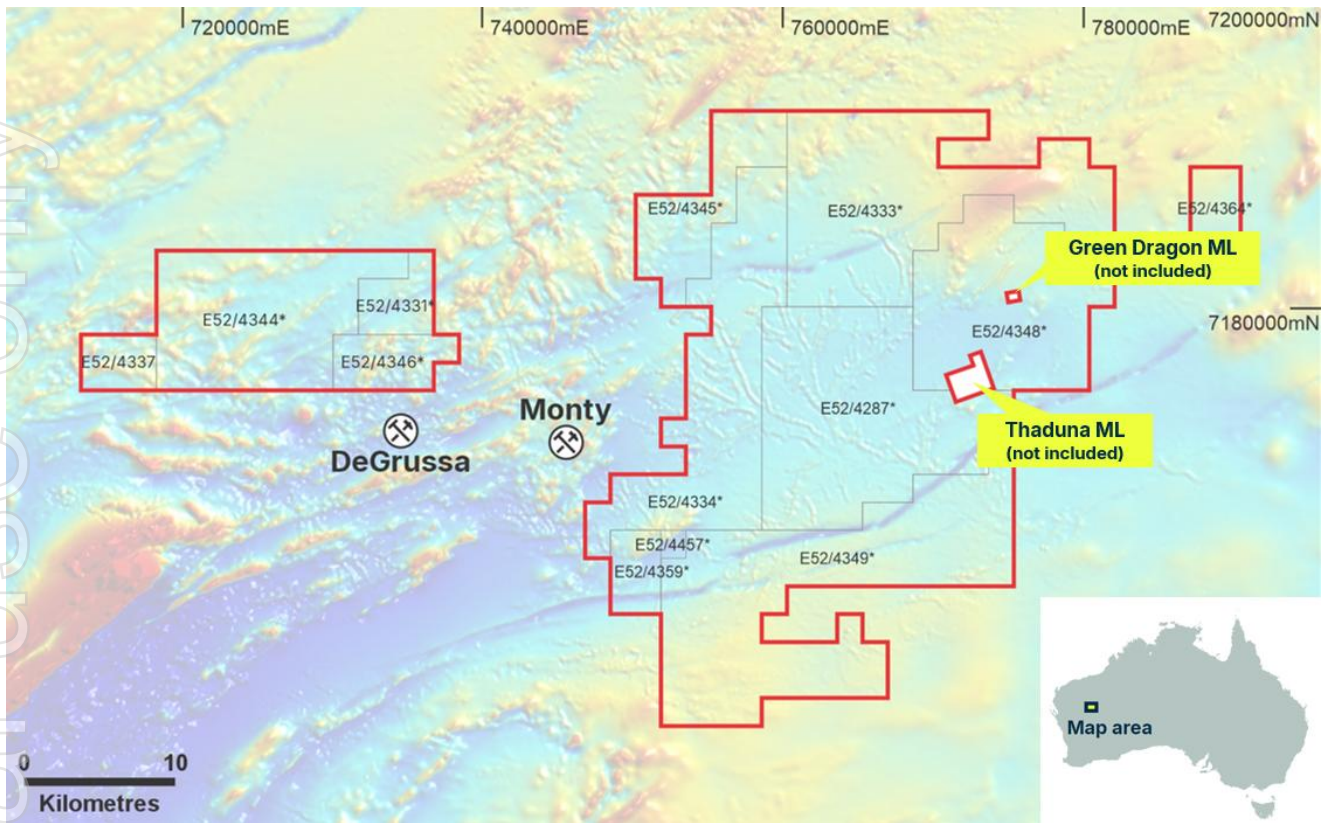 720000mE
740000mE
760000mE
780000mE
7200000mN
E52/4345*
E52/4333*
E52/4364*
Green Dragon ML
(not included)
E52/4344*
E52/4331*
E52/4337
E52/4346*
E52/4348*
7180000mN
Monty
DeGrussa
E52/4287*
Thaduna ML
(not included)
E52/4334*
E52/4457*
E52/4359*
E52/4349*
Map area
0
10
Kilometres